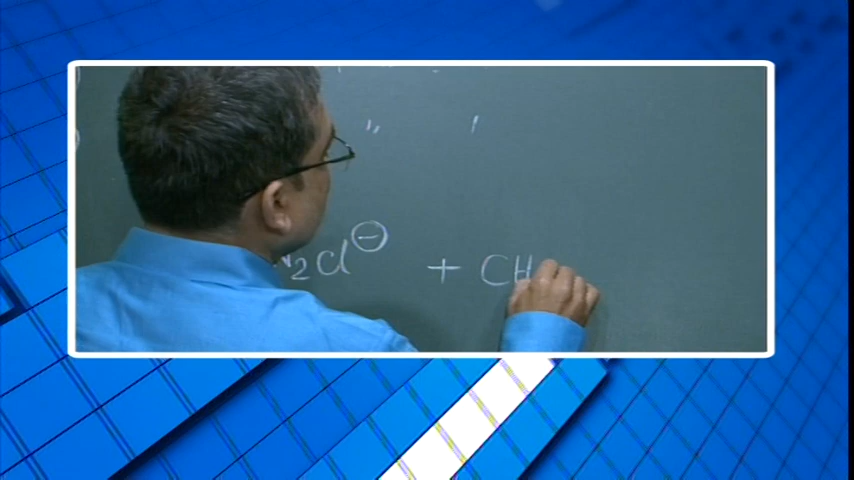 " '
₂Cl⊖ + CH